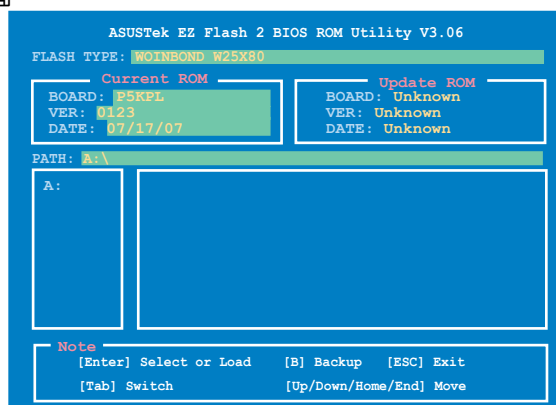 ASUSTek EZ Flash 2 BIOS ROM Utility V3.06
FLASH TYPE: WOINBOND W25X80
Current ROM
BOARD: P5KPL
VER: 0123
DATE: 07/17/07
Update ROM
BOARD: Unknown
VER: Unknown
DATE: Unknown
PATH: A:\
A:
Note
[Enter] Select or Load [B] Backup [ESC] Exit
[Tab] Switch [Up/Down/Home/End] Move